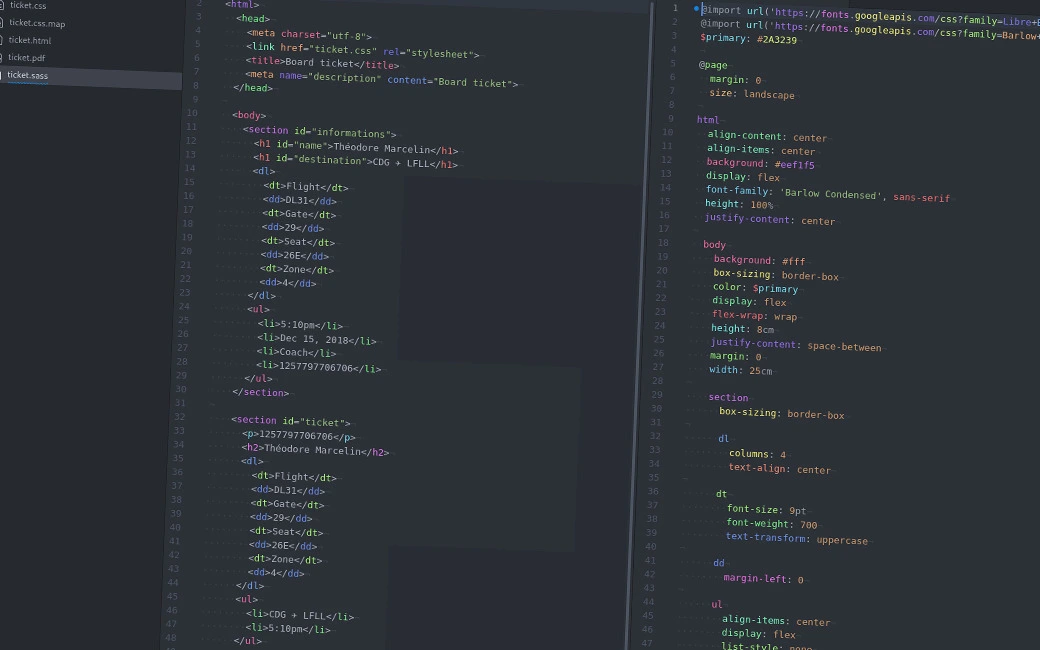 ticket.css
ticket.css.map
ticket.html
ticket.pdf
ticket.sass
2 <html>
3 <head>
4 <meta charset="utf-8">
5 <link href="ticket.css" rel="stylesheet">
6 <title>Board ticket</title>
7 <meta name="description" content="Board ticket">
8 </head>
9
10 <body>
11 <section id="informations">
12 <h1 id="name">Théodore Marcelin</h1>
13 <h1 id="destination">CDG ✈ LFLL</h1>
14 <dl>
15 <dt>Flight</dt>
16 <dd>DL31</dd>
17 <dt>Gate</dt>
18 <dd>29</dd>
19 <dt>Seat</dt>
20 <dd>26E</dd>
21 <dt>Zone</dt>
22 <dd>4</dd>
23 </dl>
24 <ul>
25 <li>5:10pm</li>
26 <li>Dec 15, 2018</li>
27 <li>Coach</li>
28 <li>1257797706706</li>
29 </ul>
30 </section>
31
32 <section id="ticket">
33 <p>1257797706706</p>
34 <h2>Théodore Marcelin</h2>
35 <dl>
36 <dt>Flight</dt>
37 <dd>DL31</dd>
38 <dt>Gate</dt>
39 <dd>29</dd>
40 <dt>Seat</dt>
41 <dd>26E</dd>
42 <dt>Zone</dt>
43 <dd>4</dd>
44 </dl>
45 <ul>
46 <li>CDG ✈ LFLL</li>
47 <li>5:10pm</li>
48 </ul>
1 @import url('https://fonts.googleapis.com/css?family=Libre+
2 @import url('https://fonts.googleapis.com/css?family=Barlow+
3 $primary: #2A3239
4
5 @page
6 margin: 0
7 size: landscape
8
9 html
10 align-content: center
11 align-items: center
12 background: #eef1f5
13 display: flex
14 font-family: 'Barlow Condensed', sans-serif
15 height: 100%
16 justify-content: center
17
18 body
19 background: #fff
20 box-sizing: border-box
21 color: $primary
22 display: flex
23 flex-wrap: wrap
24 height: 8cm
25 justify-content: space-between
26 margin: 0
27 width: 25cm
28
29 section
30 box-sizing: border-box
31
32 dl
33 columns: 4
34 text-align: center
35
36 dt
37 font-size: 9pt
38 font-weight: 700
39 text-transform: uppercase
40
41 dd
42 margin-left: 0
43
44 ul
45 align-items: center
46 display: flex
47 list-style: none